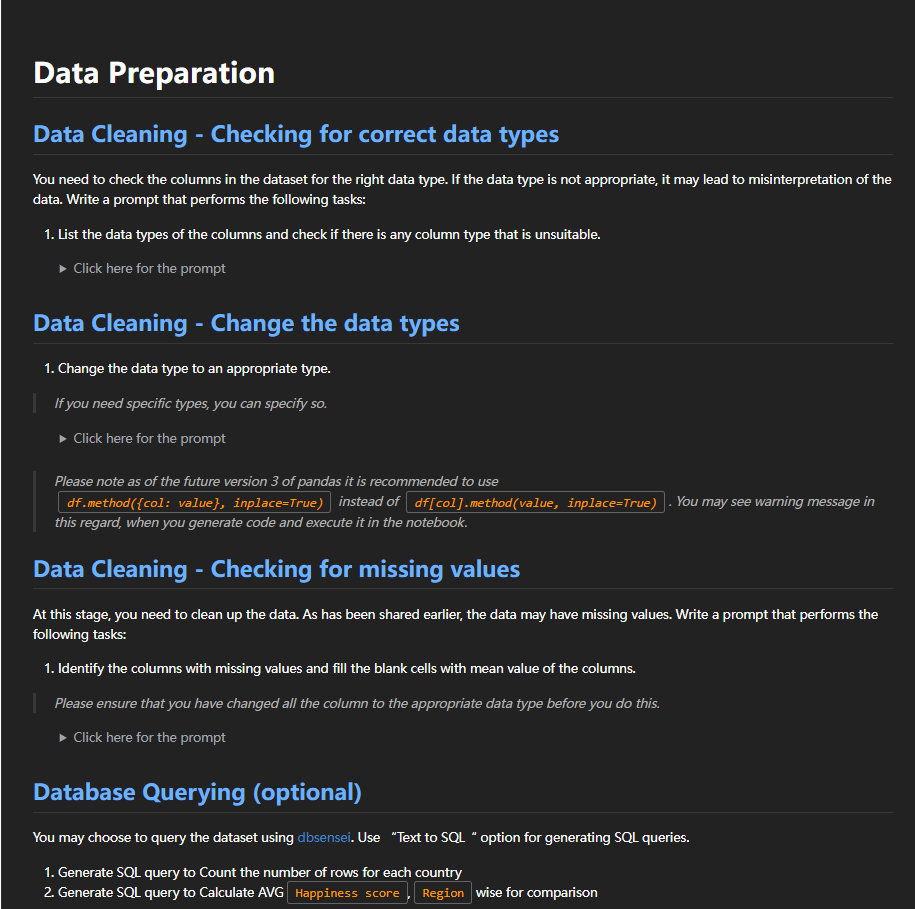 Data Preparation
Data Cleaning - Checking for correct data types
You need to check the columns in the dataset for the right data type. If the data type is not appropriate, it may lead to misinterpretation of the
data. Write a prompt that performs the following tasks:
1. List the data types of the columns and check if there is any column type that is unsuitable.
▶ Click here for the prompt
Data Cleaning - Change the data types
1. Change the data type to an appropriate type.
If you need specific types, you can specify so.
▶ Click here for the prompt
Please note as of the future version 3 of pandas it is recommended to use
df.method({col: value}, inplace=True) instead of df[col].method(value, inplace=True) . You may see warning message in
this regard, when you generate code and execute it in the notebook.
Data Cleaning - Checking for missing values
At this stage, you need to clean up the data. As has been shared earlier, the data may have missing values. Write a prompt that performs the
following tasks:
1. Identify the columns with missing values and fill the blank cells with mean value of the columns.
Please ensure that you have changed all the column to the appropriate data type before you do this.
▶ Click here for the prompt
Database Querying (optional)
You may choose to query the dataset using dbsensei. Use “Text to SQL “ option for generating SQL queries.
1. Generate SQL query to Count the number of rows for each country
2. Generate SQL query to Calculate AVG Happiness score, Region wise for comparison